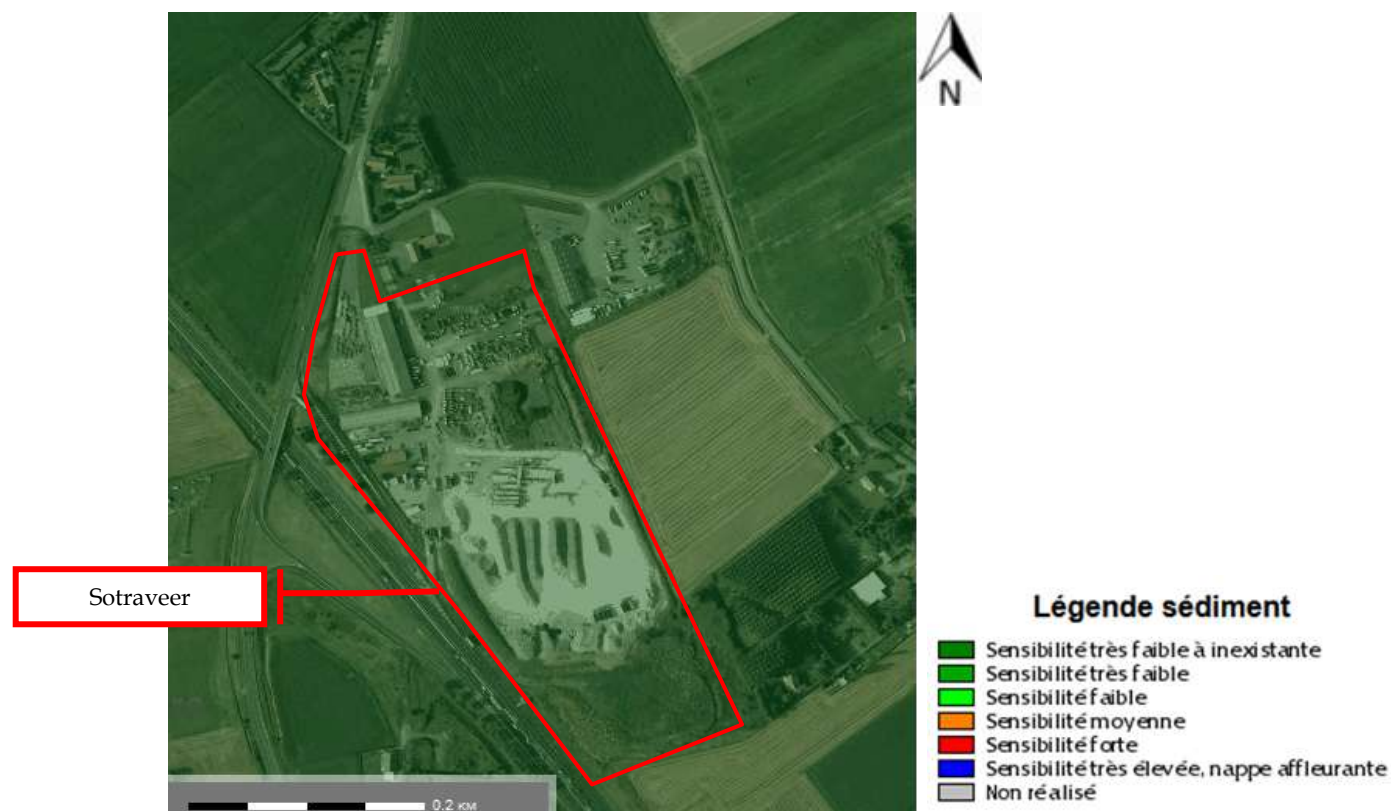 N
Sotraveer
Légende sédiment
Sensibilité très faible à inexistante
Sensibilité très faible
Sensibilité faible
Sensibilité moyenne
Sensibilité forte
Sensibilité très élevée, nappe affleurante
Non réalisé
0.2 км